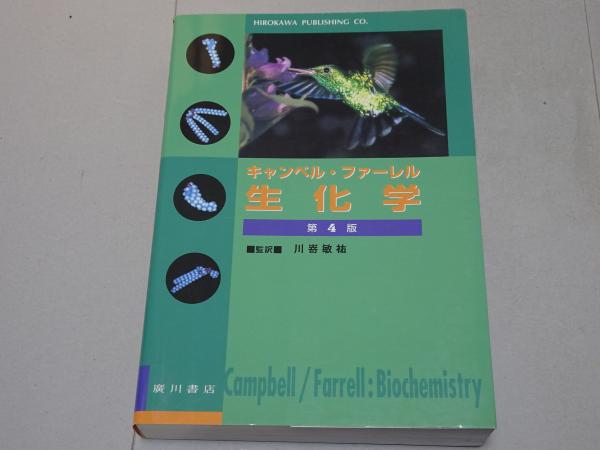 HIROKAWA PUBLISHING CO.
キャンベル・ファーレル
生化学
第4版
■監訳■ 川嵜敏祐
Campbell/Farrell:Biochemistry
廣川書店